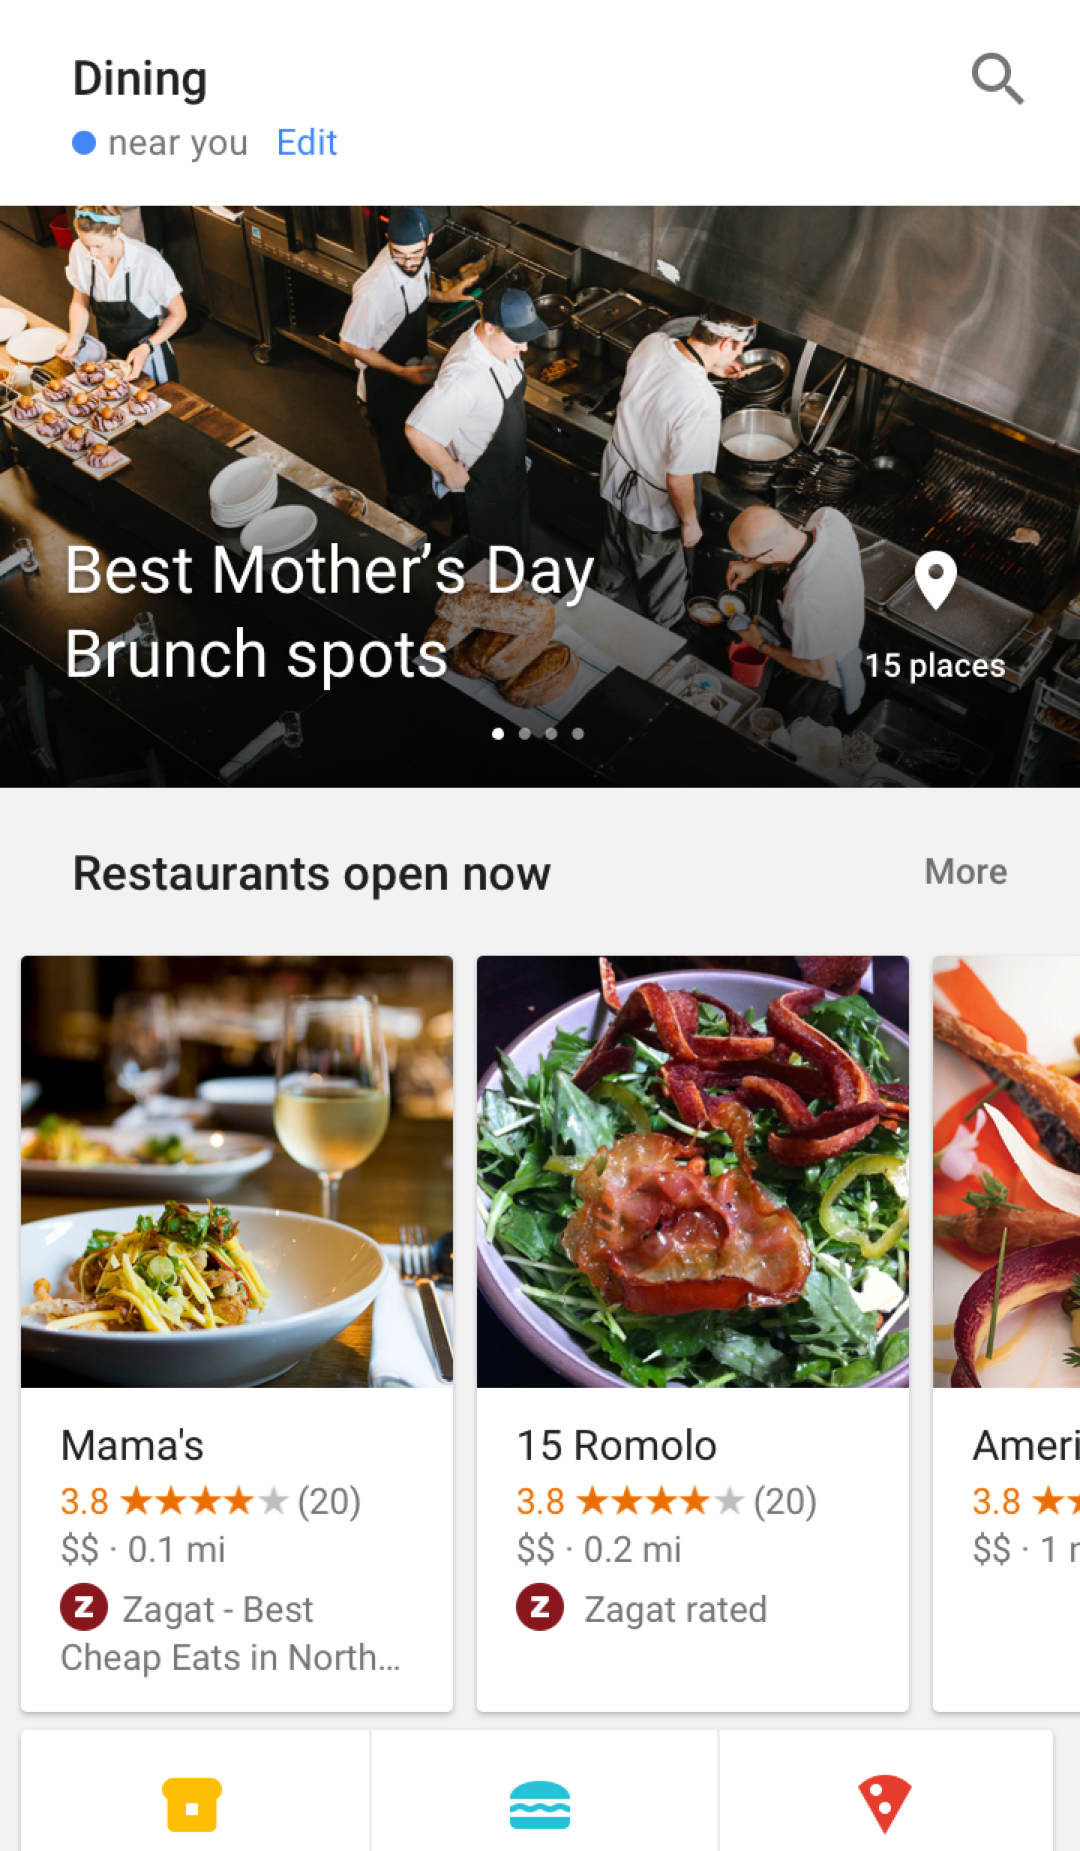 Dining
near you Edit
Best Mother’s Day
Brunch spots
15 places
Restaurants open now
More
Mama's
3.8 (20)
$$ · 0.1 mi
Z Zagat - Best
Cheap Eats in North...
15 Romolo
3.8 (20)
$$ · 0.2 mi
Z Zagat rated
Ameri
3.8
$$ · 1